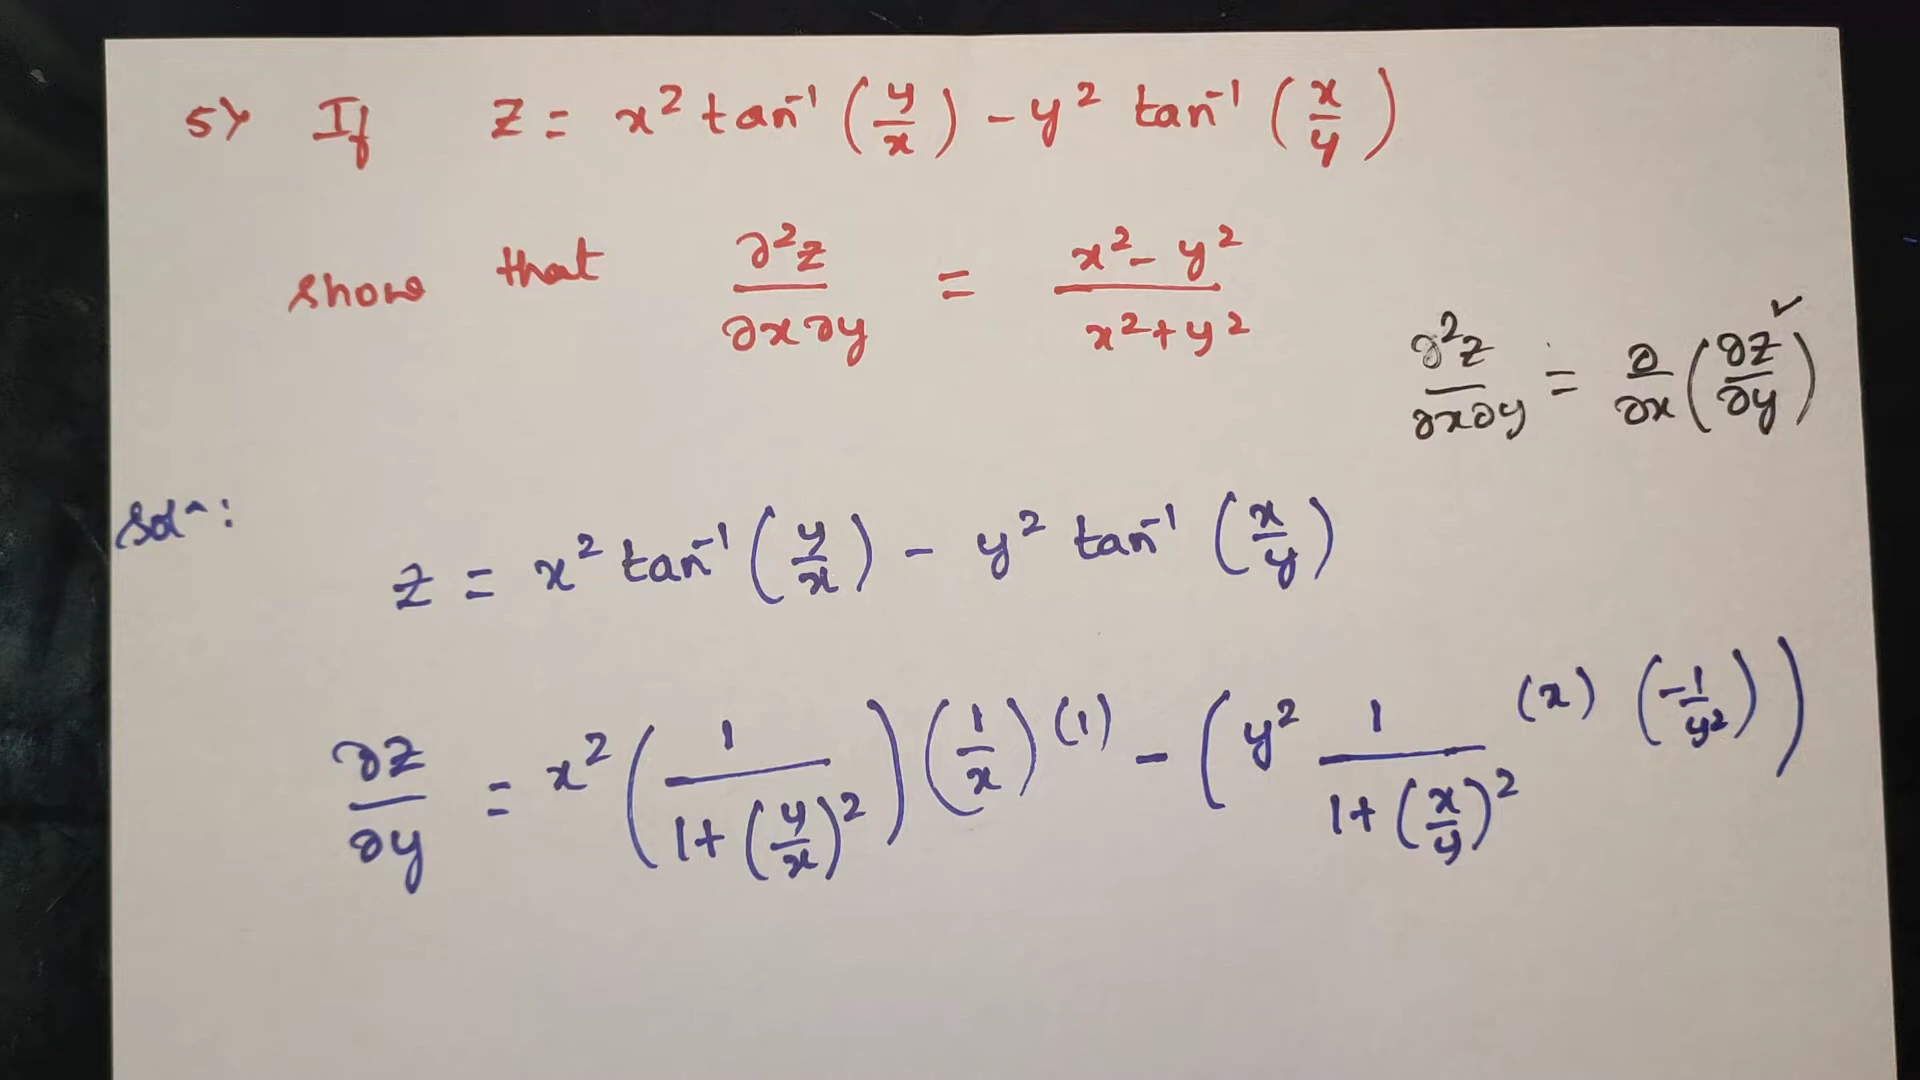 5) If z = x² tan⁻¹ (y/x) - y² tan⁻¹ (x/y)
show that ∂²z/∂x∂y = (x² - y²)/(x² + y²)
∂²z/∂x∂y = ∂/∂x (∂z/∂y) ✓
Solⁿ:
z = x² tan⁻¹ (y/x) - y² tan⁻¹ (x/y)
∂z/∂y = x² (1/(1+(y/x)²)) (1/x) (1) - (y² 1/(1+(x/y)²) (x) (-1/y²))